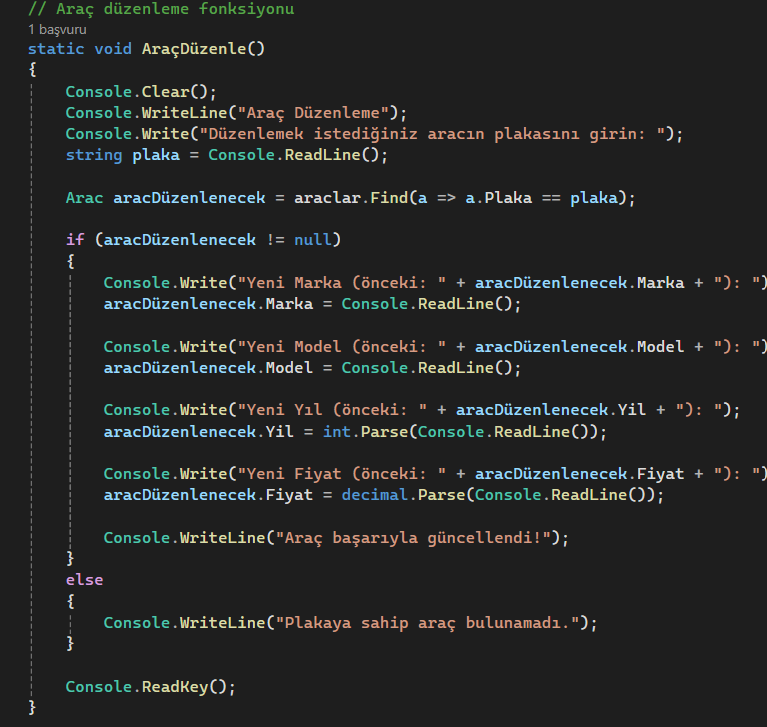 // Araç düzenleme fonksiyonu
1 başvuru
static void AraçDüzenle()
{
Console.Clear();
Console.WriteLine("Araç Düzenleme");
Console.Write("Düzenlemek istediğiniz aracın plakasını girin: ");
string plaka = Console.ReadLine();
Arac aracDüzenlenecek = araclar.Find(a => a.Plaka == plaka);
if (aracDüzenlenecek != null)
{
Console.Write("Yeni Marka (önceki: " + aracDüzenlenecek.Marka + "): ")
aracDüzenlenecek.Marka = Console.ReadLine();
Console.Write("Yeni Model (önceki: " + aracDüzenlenecek.Model + "): ")
aracDüzenlenecek.Model = Console.ReadLine();
Console.Write("Yeni Yıl (önceki: " + aracDüzenlenecek.Yil + "): ");
aracDüzenlenecek.Yil = int.Parse(Console.ReadLine());
Console.Write("Yeni Fiyat (önceki: " + aracDüzenlenecek.Fiyat + "): ")
aracDüzenlenecek.Fiyat = decimal.Parse(Console.ReadLine());
Console.WriteLine("Araç başarıyla güncellendi!");
}
else
{
Console.WriteLine("Plakaya sahip araç bulunamadı.");
}
Console.ReadKey();
}